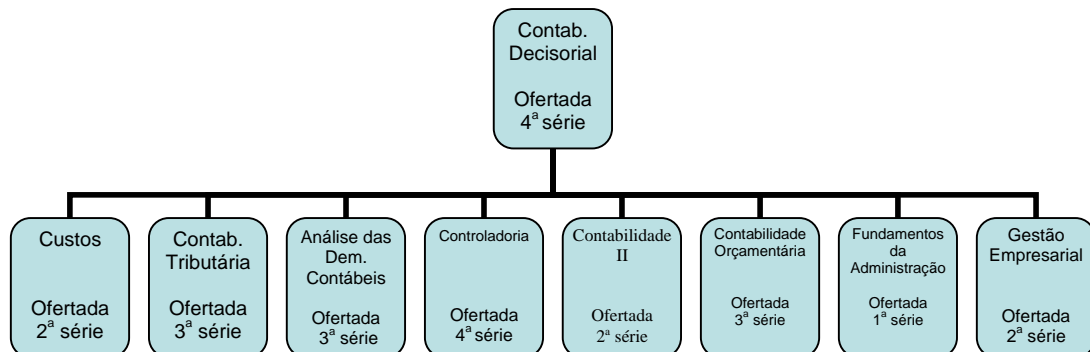 Contab.
Decisorial
Ofertada
4ª série
Custos
Ofertada
2ª série
Contab.
Tributária
Ofertada
3ª série
Análise das
Dem.
Contábeis
Ofertada
3ª série
Controladoria
Ofertada
4ª série
Contabilidade
II
Ofertada
2ª série
Contabilidade
Orçamentária
Ofertada
3ª série
Fundamentos
da
Administração
Ofertada
1ª série
Gestão
Empresarial
Ofertada
2ª série